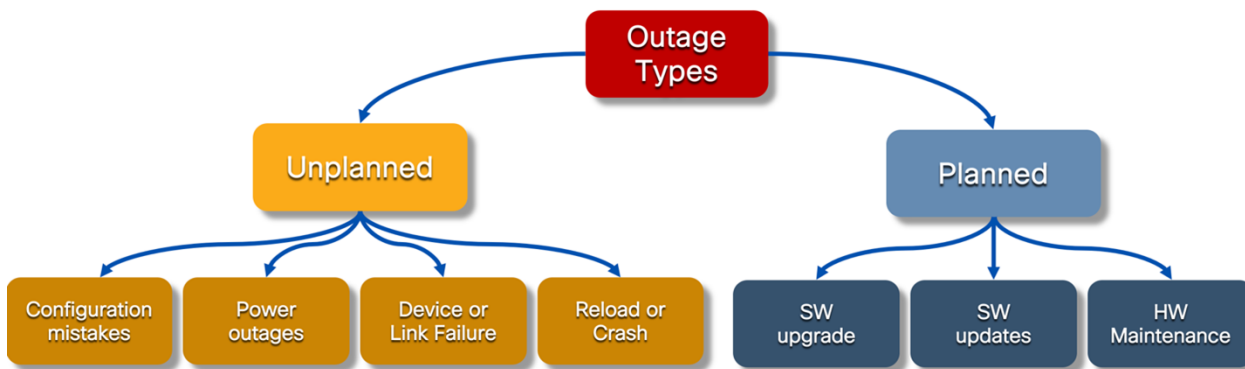 Outage
Types
Unplanned
Planned
Configuration
mistakes
Power
outages
Device or
Link Failure
Reload or
Crash
SW
upgrade
SW
updates
HW
Maintenance